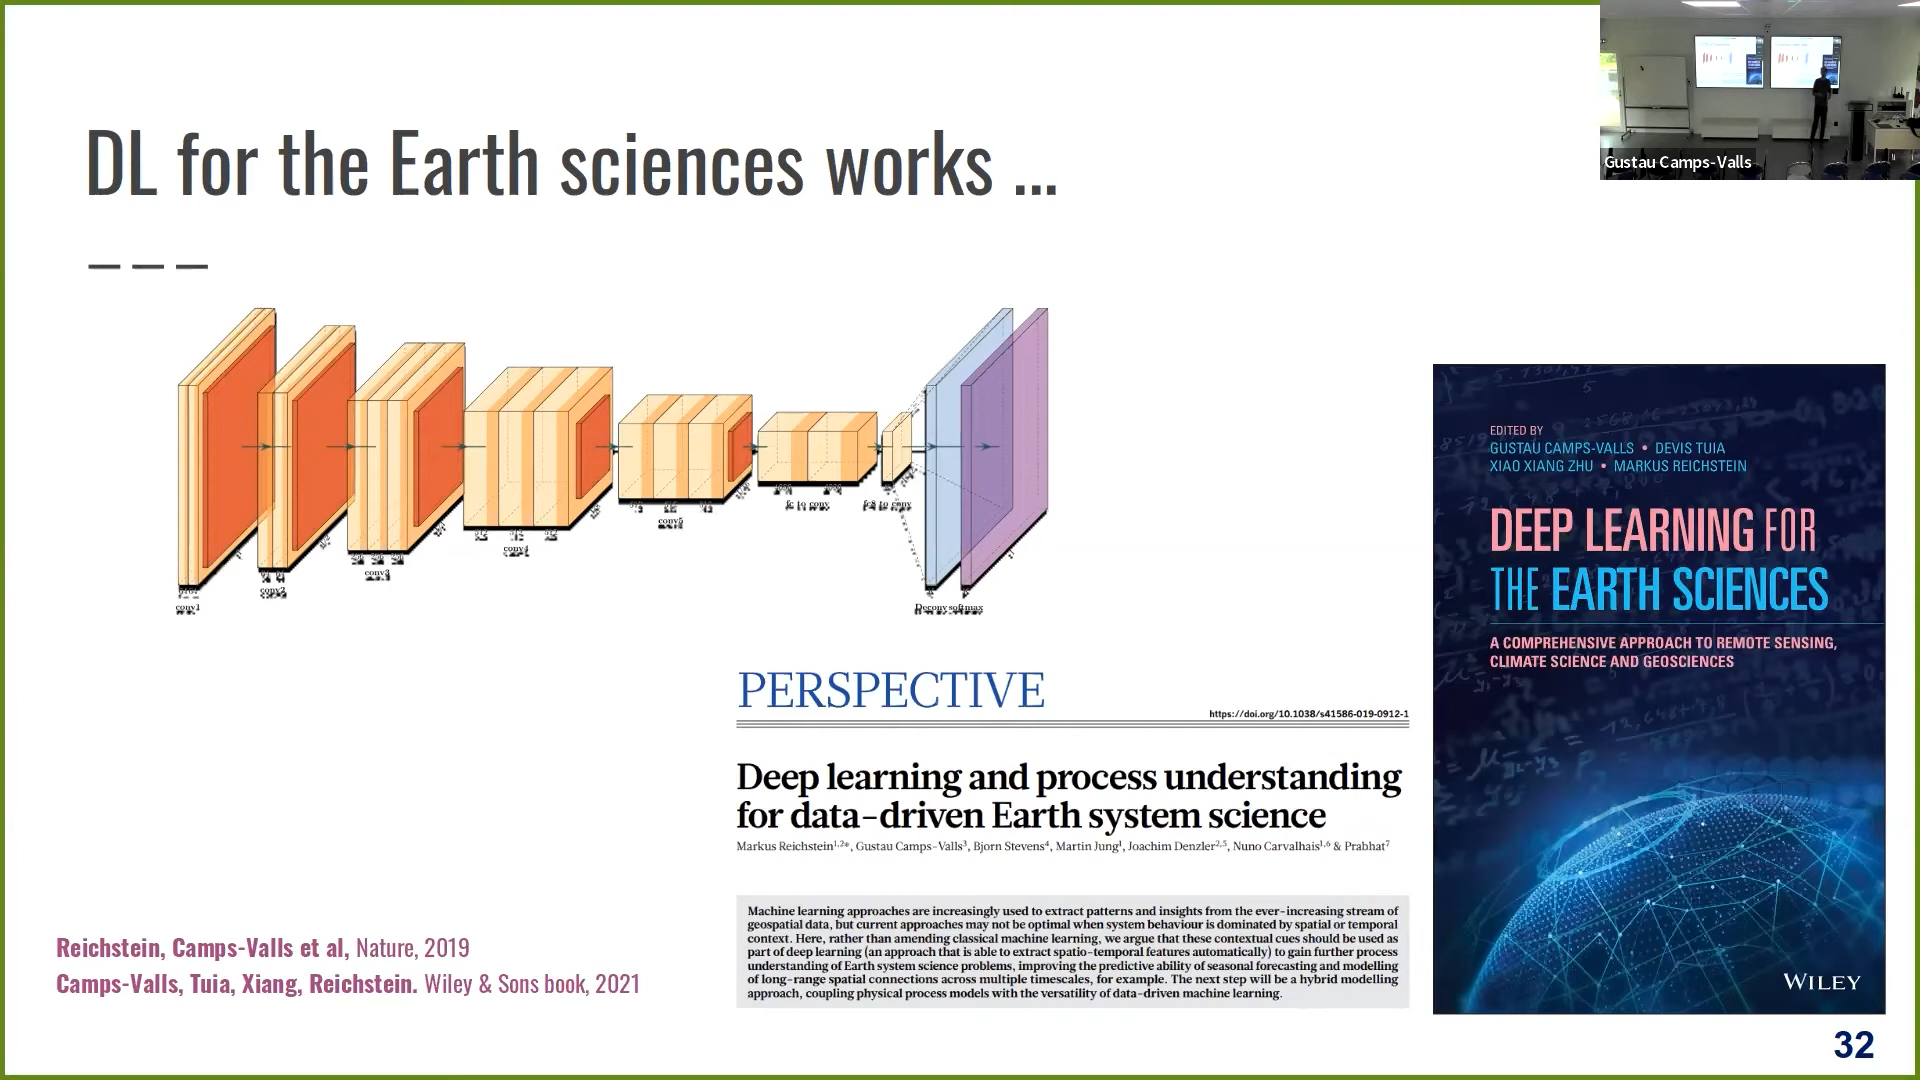 DL for the Earth sciences works ...
Gustau Camps-Valls
conv1
conv2
conv3
conv4
conv5
fc to conv
fc8 to conv
Deconv softmax
EDITED BY
GUSTAU CAMPS-VALLS • DEVIS TUIA
XIAO XIANG ZHU • MARKUS REICHSTEIN
DEEP LEARNING FOR
THE EARTH SCIENCES
A COMPREHENSIVE APPROACH TO REMOTE SENSING,
CLIMATE SCIENCE AND GEOSCIENCES
WILEY
PERSPECTIVE
https://doi.org/10.1038/s41586-019-0912-1
Deep learning and process understanding
for data-driven Earth system science
Markus Reichstein1,2*, Gustau Camps-Valls3, Bjorn Stevens4, Martin Jung1, Joachim Denzler2,5, Nuno Carvalhais1,6 & Prabhat7
Machine learning approaches are increasingly used to extract patterns and insights from the ever-increasing stream of
geospatial data, but current approaches may not be optimal when system behaviour is dominated by spatial or temporal
context. Here, rather than amending classical machine learning, we argue that these contextual cues should be used as
part of deep learning (an approach that is able to extract spatio-temporal features automatically) to gain further process
understanding of Earth system science problems, improving the predictive ability of seasonal forecasting and modelling
of long-range spatial connections across multiple timescales, for example. The next step will be a hybrid modelling
approach, coupling physical process models with the versatility of data-driven machine learning.
Reichstein, Camps-Valls et al, Nature, 2019
Camps-Valls, Tuia, Xiang, Reichstein. Wiley & Sons book, 2021
32